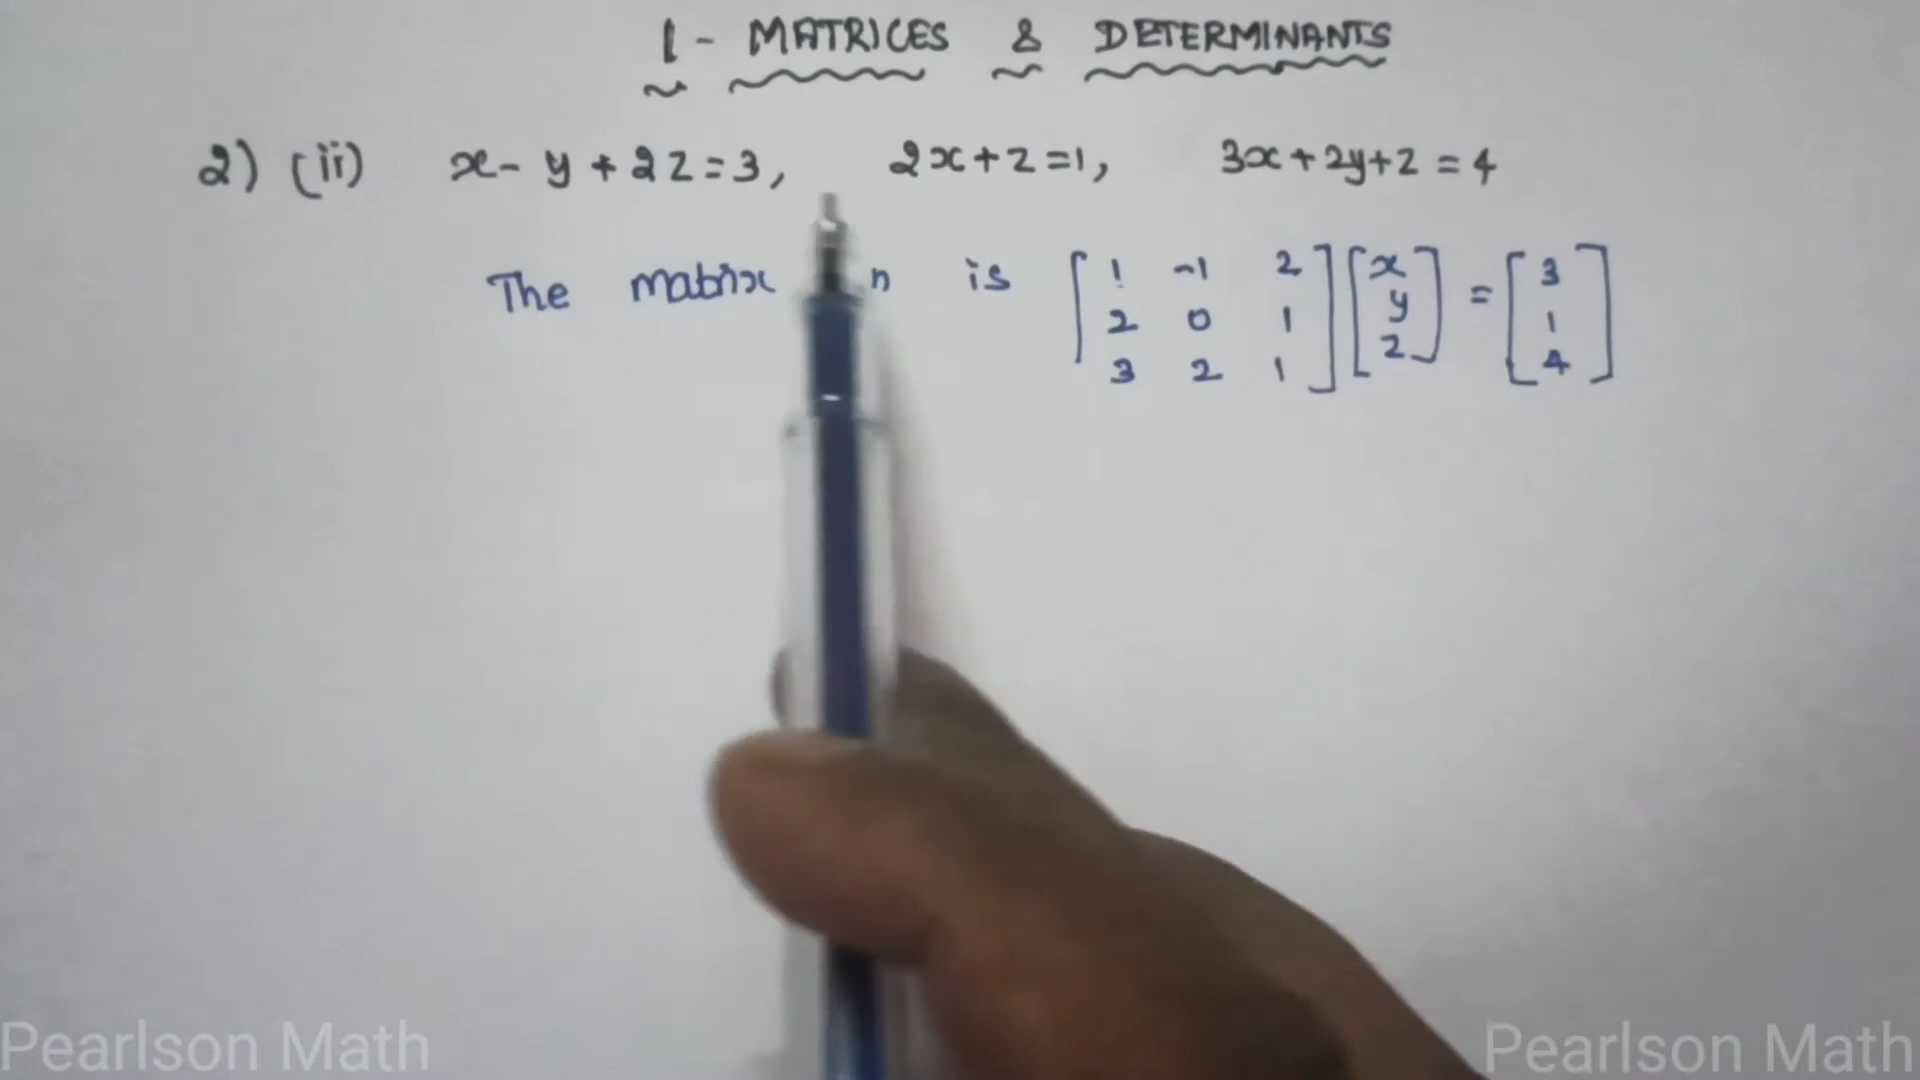 1 - MATRICES & DETERMINANTS
2) (ii) x - y + 2z = 3, 2x + z = 1, 3x + 2y + z = 4
The matrix n is [1 -1 2] [x] = [3]
[2 0 1] [y] [1]
[3 2 1] [z] [4]
Pearlson Math Pearlson Math